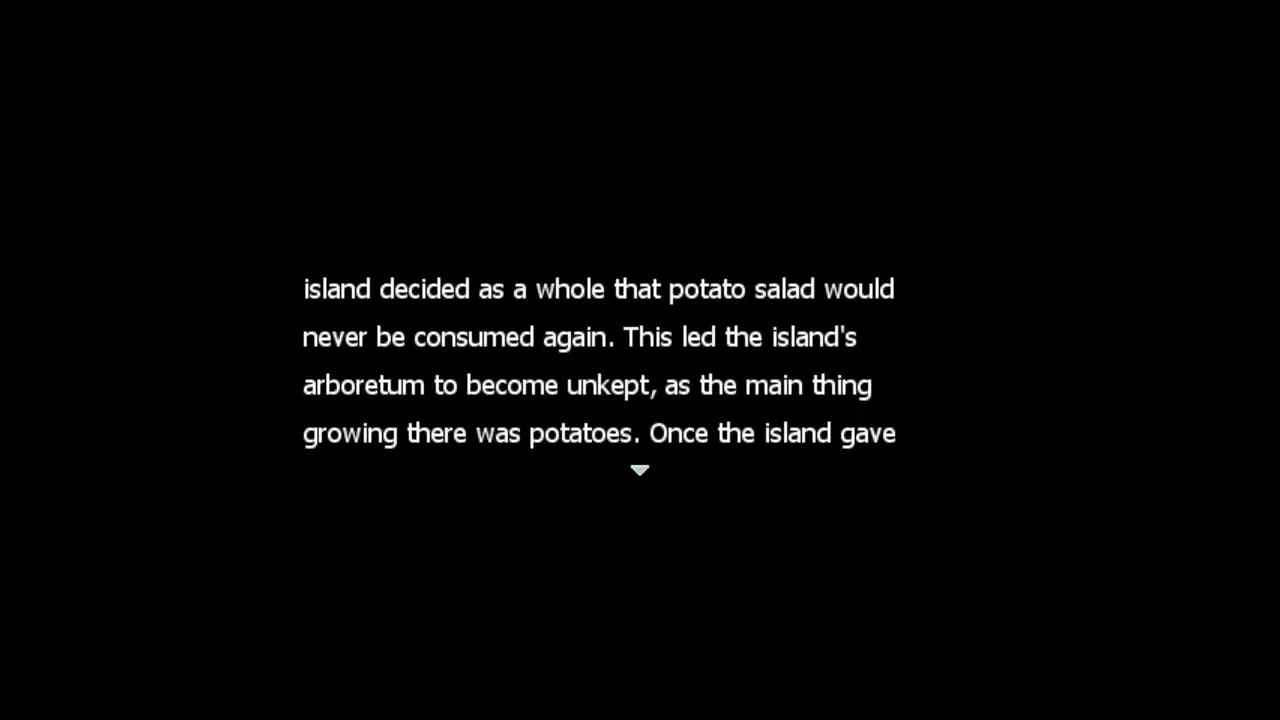 island decided as a whole that potato salad would
never be consumed again. This led the island's
arboretum to become unkept, as the main thing
growing there was potatoes. Once the island gave